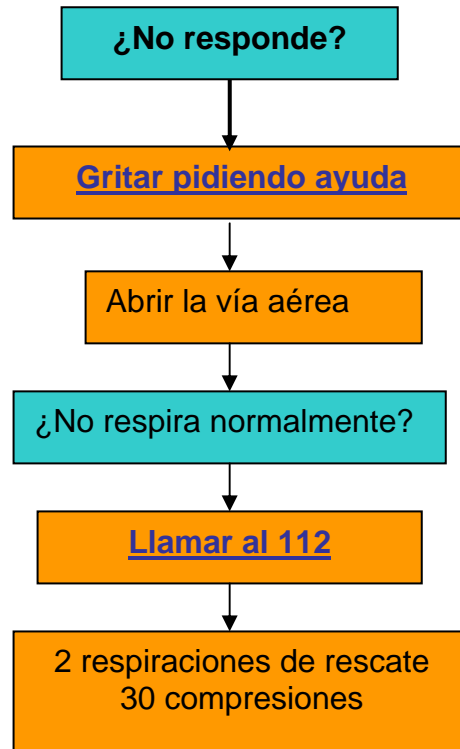 ¿No responde?
Gritar pidiendo ayuda
Abrir la vía aérea
¿No respira normalmente?
Llamar al 112
2 respiraciones de rescate
30 compresiones